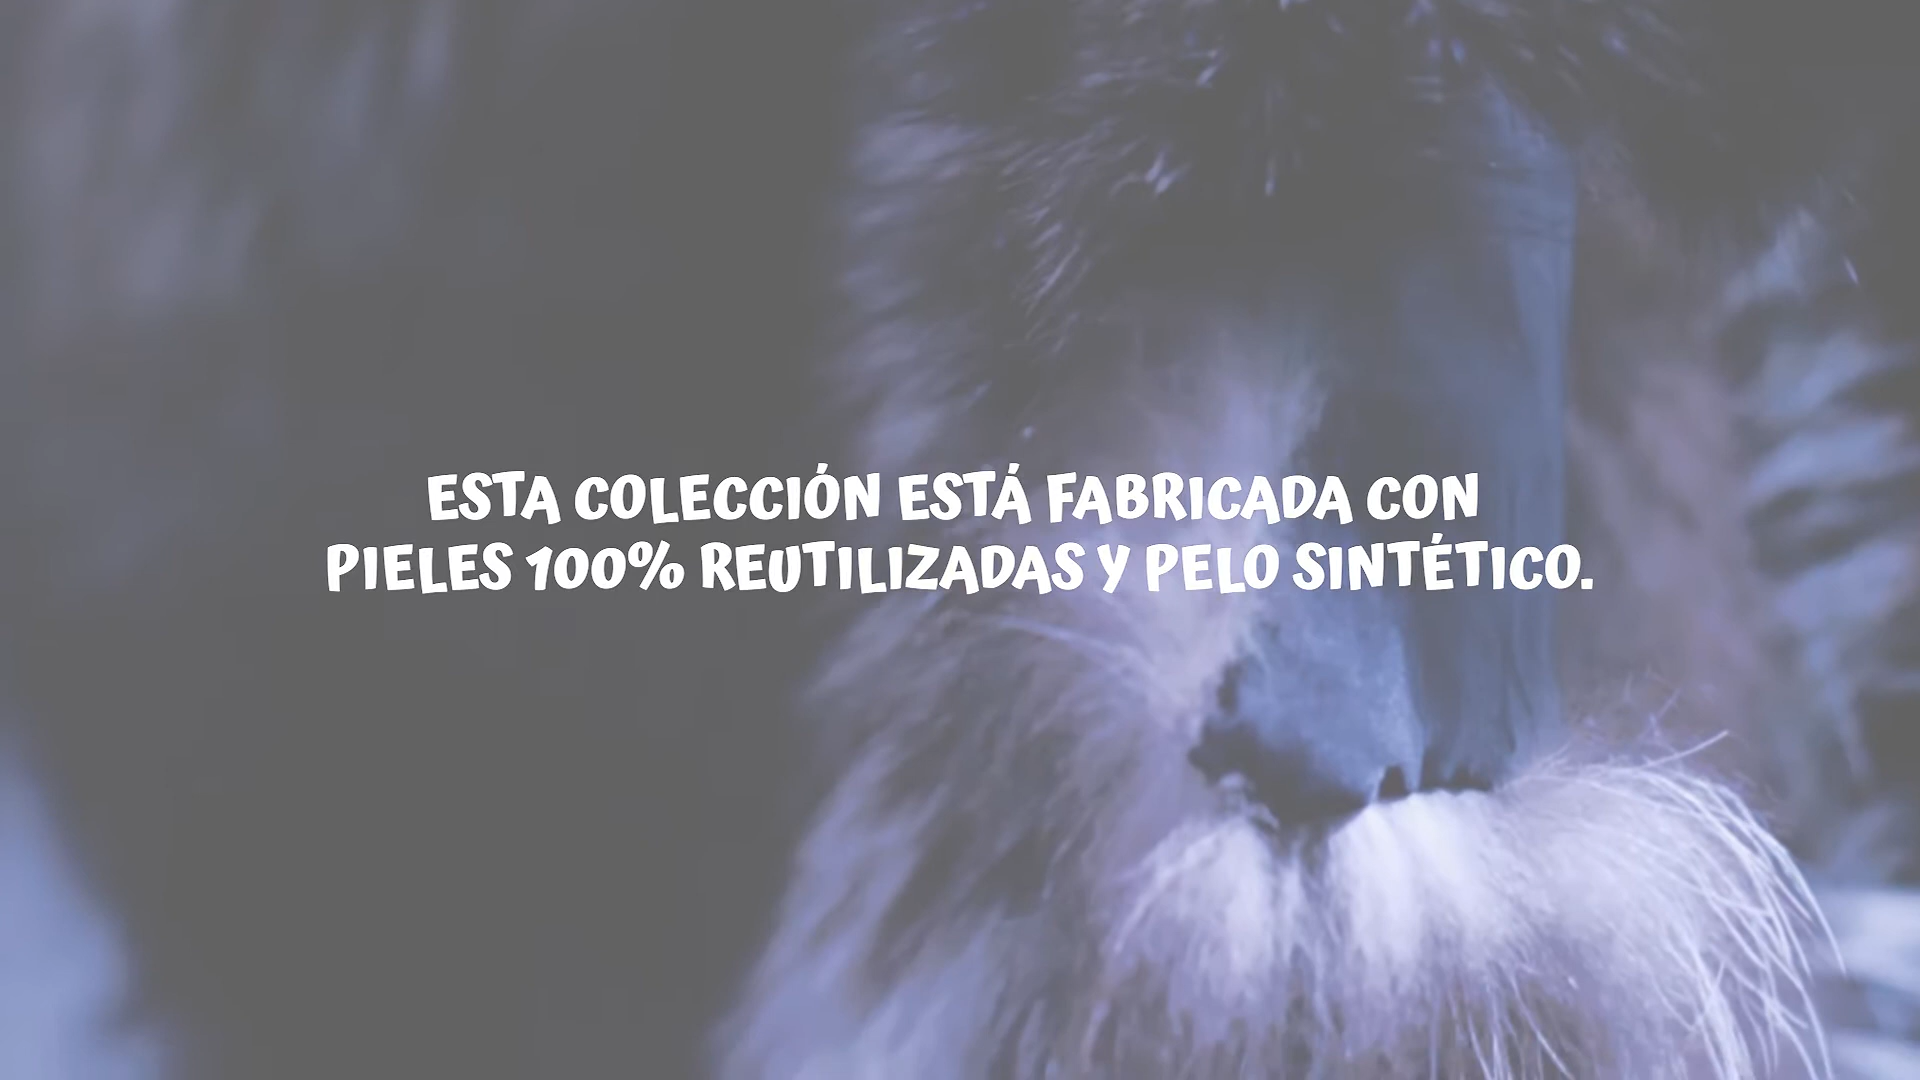 ESTA COLECCIÓN ESTÁ FABRICADA CON
PIELES 100% REUTILIZADAS Y PELO SINTÉTICO.